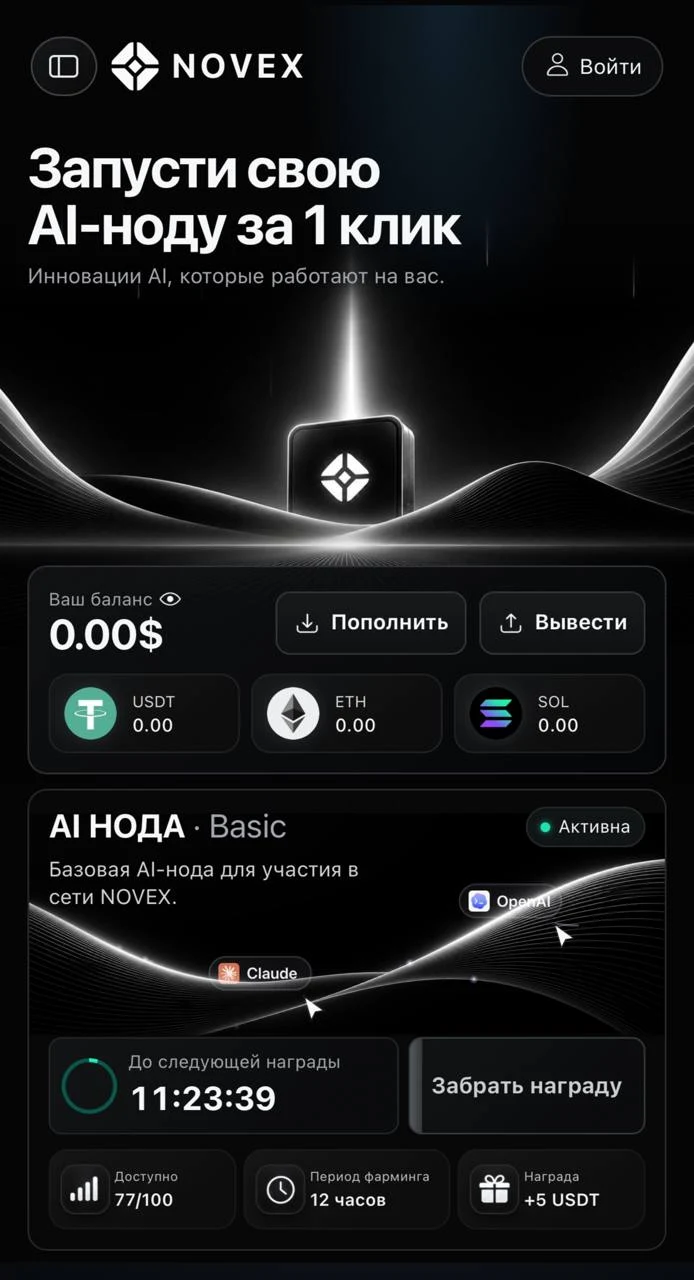 NOVEX
Войти
Запусти свою
AI-ноду за 1 клик
Инновации AI, которые работают на вас.
Ваш баланс
0.00$
Пополнить
Вывести
USDT
0.00
ETH
0.00
SOL
0.00
AI НОДА · Basic
Активна
Базовая AI-нода для участия в
сети NOVEX.
OpenAI
Claude
До следующей награды
11:23:39
Забрать награду
Доступно
77/100
Период фарминга
12 часов
Награда
+5 USDT